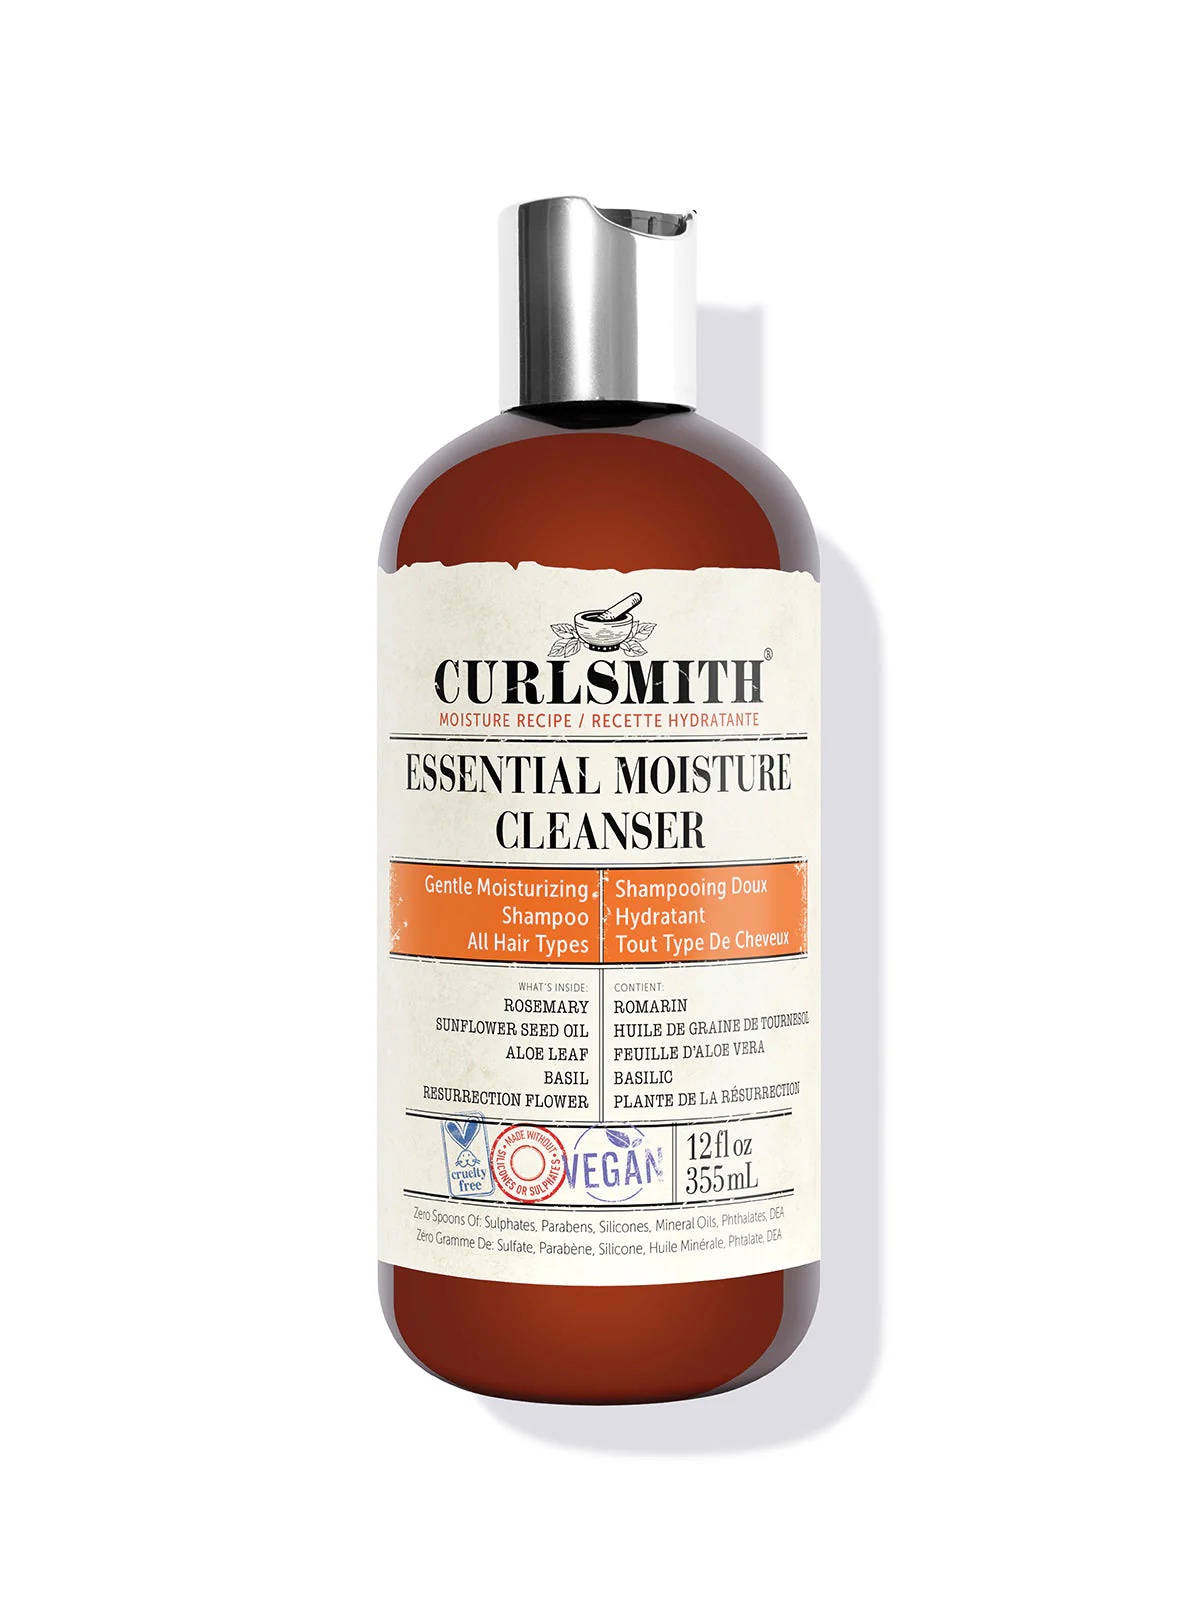 CURLSMITH®
MOISTURE RECIPE / RECETTE HYDRATANTE
ESSENTIAL MOISTURE
CLEANSER
Gentle Moisturizing
Shampoo
All Hair Types
Shampooing Doux
Hydratant
Tout Type De Cheveux
WHAT'S INSIDE:
ROSEMARY
SUNFLOWER SEED OIL
ALOE LEAF
BASIL
RESURRECTION FLOWER
CONTIENT:
ROMARIN
HUILE DE GRAINE DE TOURNESOL
FEUILLE D'ALOE VERA
BASILIC
PLANTE DE LA RÉSURRECTION
cruelty
free
MADE WITHOUT
SILICONES OR SULPHATES
VEGAN
12fl oz
355mL
Zero Spoons Of: Sulphates, Parabens, Silicones, Mineral Oils, Phthalates, DEA
Zéro Gramme De: Sulfate, Parabène, Silicone, Huile Minérale, Phtalate, DEA